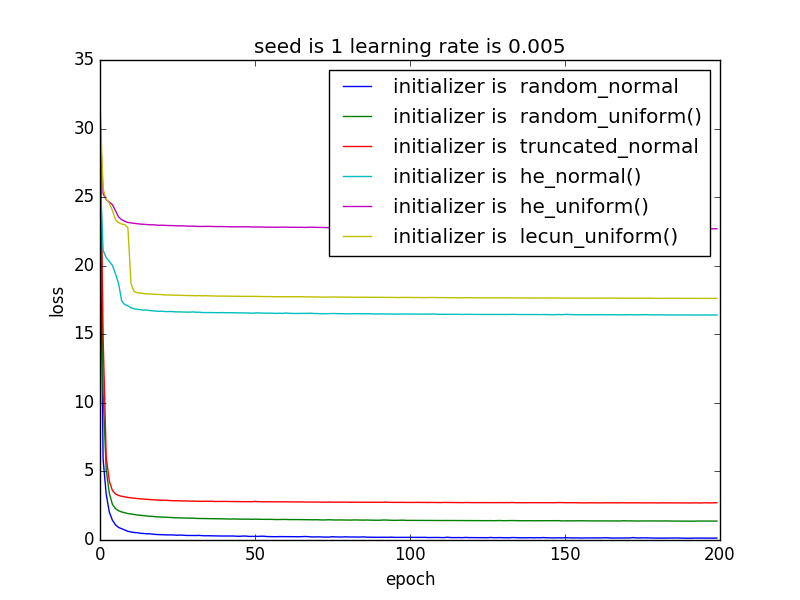 seed is 1 learning rate is 0.005
35
30
25
20
15
10
5
0
loss
initializer is  random_normal
initializer is  random_uniform()
initializer is  truncated_normal
initializer is  he_normal()
initializer is  he_uniform()
initializer is  lecun_uniform()
0 50 100 150 200
epoch